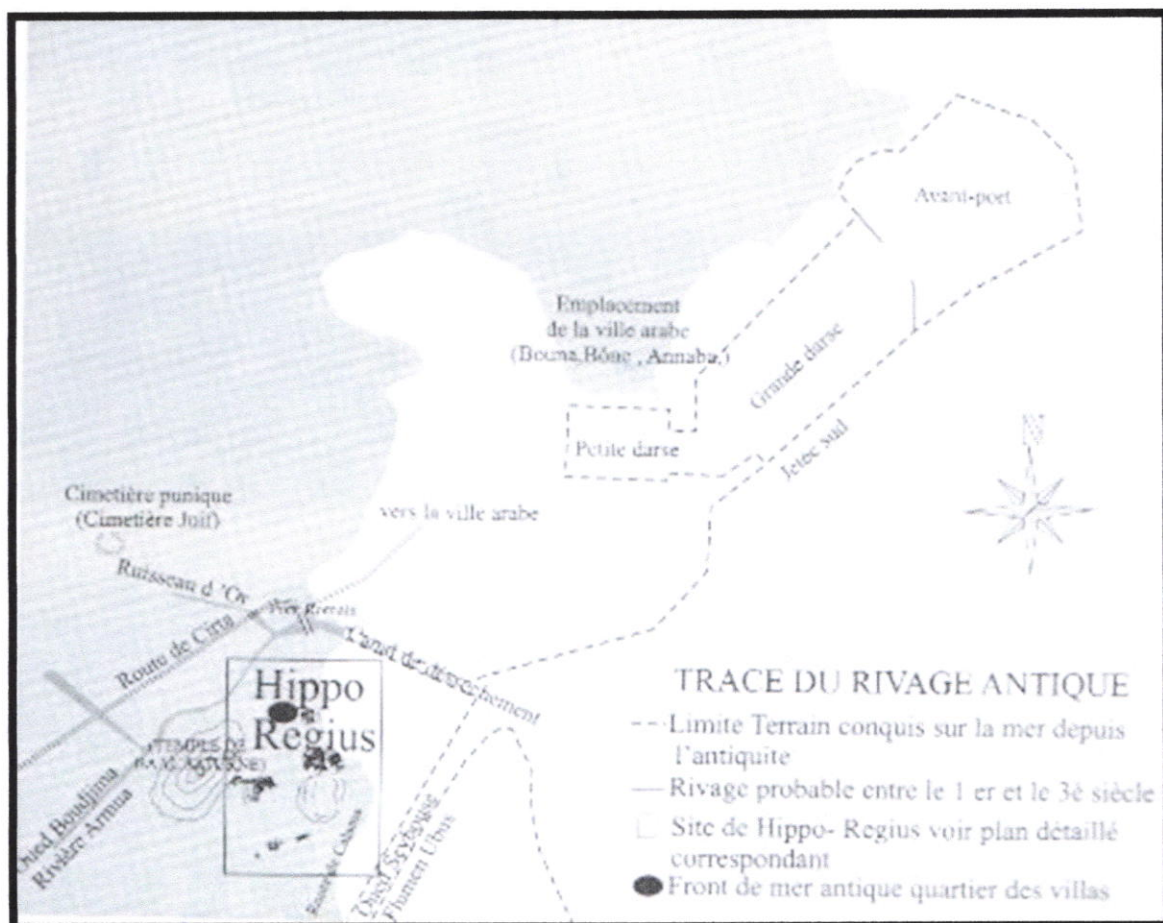 Avant-port
Emplacement
de la ville arabe
(Bouna,Bône , Annaba,)
Grande darse
Petite darse
Jetée sud
Cimetière punique
(Cimetière Juif)
vers la ville arabe
Ruisseau d 'Or
Route de Cirta
Canal de dessèchement
Hippo
Regius
(TEMPLE DE
Oued Boudjima
Rivière Armua
Oued Seybouse
Flumen Ubus
TRACE DU RIVAGE ANTIQUE
Limite Terrain conquis sur la mer depuis
l'antiquite
Rivage probable entre le 1 er et le 3é siècle
Site de Hippo- Regius voir plan détaillé
correspondant
Front de mer antique quartier des villas